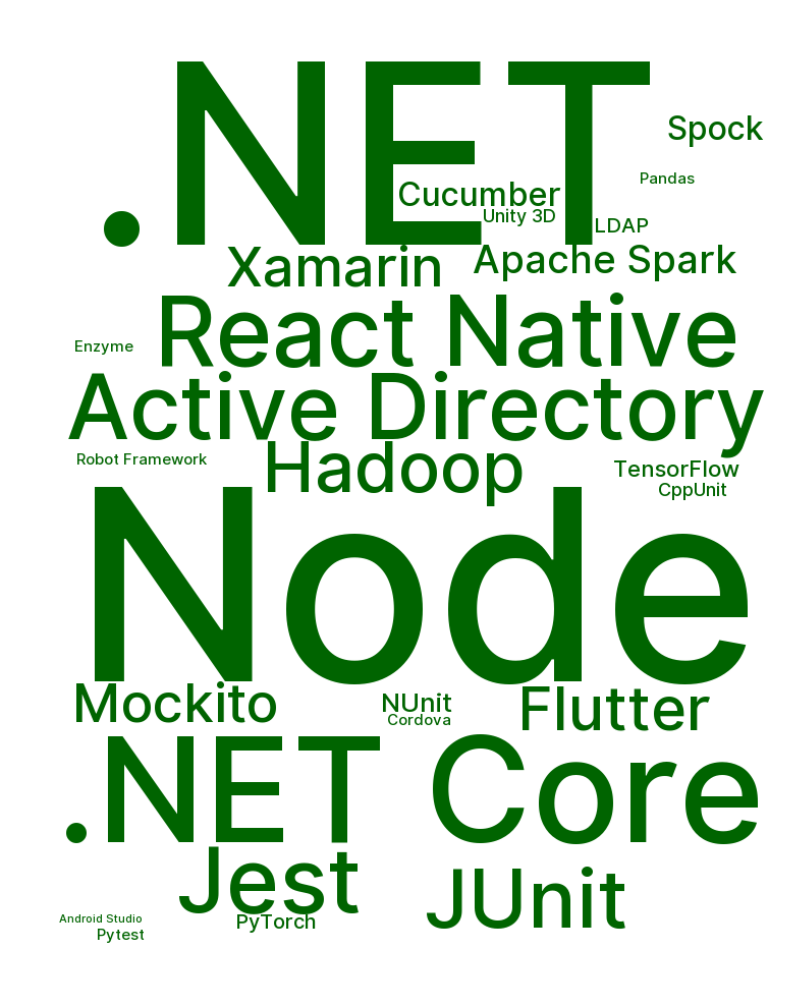 .NET
Spock
Pandas
Cucumber
Unity 3D
LDAP
Xamarin
Apache Spark
React Native
Enzyme
Active Directory
Robot Framework
Hadoop
TensorFlow
CppUnit
Node
Mockito
NUnit
Cordova
Flutter
.NET Core
Jest
JUnit
Android Studio
PyTorch
Pytest